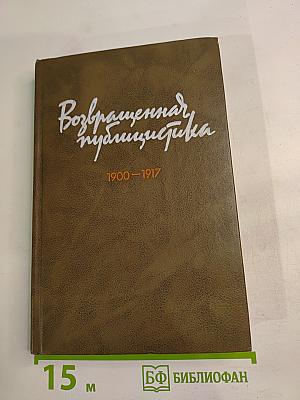 Возвращенная
публицистика
1900—1917
15 м
БФ БИБЛИОФАН